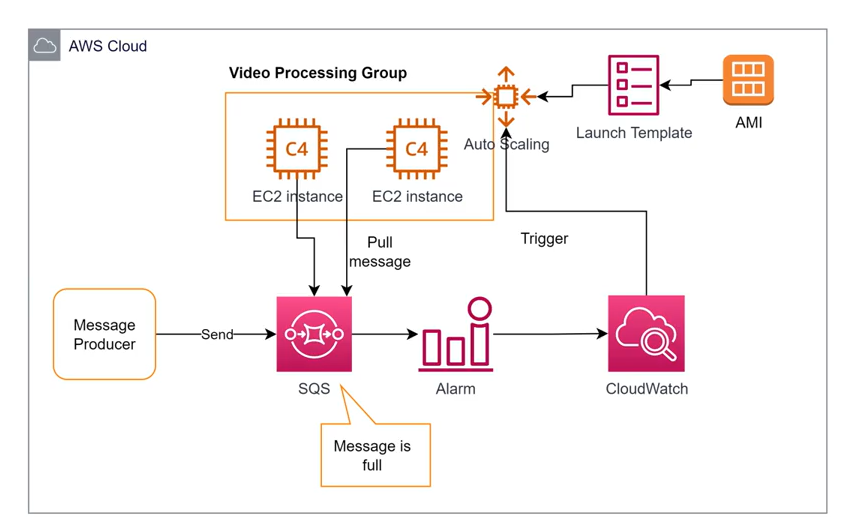 AWS Cloud
Video Processing Group
C4
C4
EC2 instance
EC2 instance
Auto Scaling
Launch Template
AMI
Pull
message
Trigger
Message
Producer
Send
SQS
Alarm
CloudWatch
Message is
full